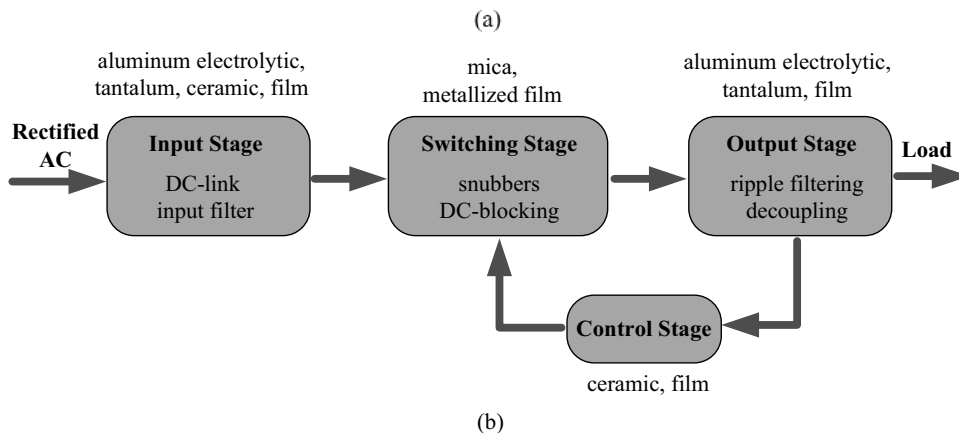 (a)
aluminum electrolytic,
tantalum, ceramic, film
mica,
metallized film
aluminum electrolytic,
tantalum, film
Rectified
AC
Input Stage
DC-link
input filter
Switching Stage
snubbers
DC-blocking
Output Stage
ripple filtering
decoupling
Load
Control Stage
ceramic, film
(b)